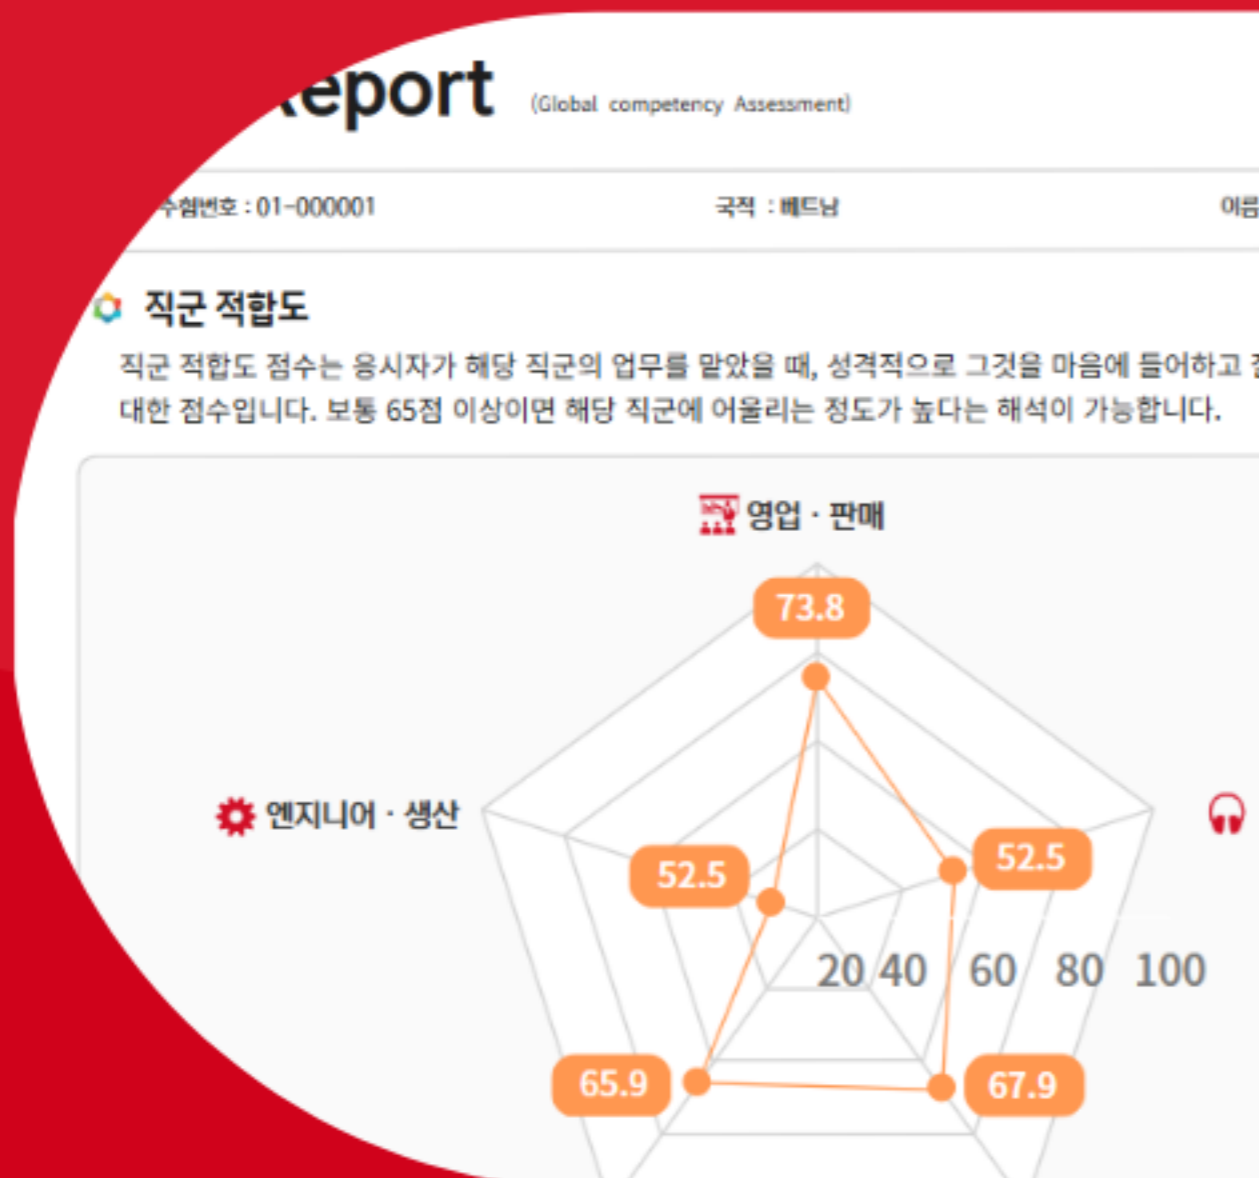 Report (Global competency Assessment)
수험번호 : 01-000001 국적 : 베트남 이름
직군 적합도
직군 적합도 점수는 응시자가 해당 직군의 업무를 맡았을 때, 성격적으로 그것을 마음에 들어하고
대한 점수입니다. 보통 65점 이상이면 해당 직군에 어울리는 정도가 높다는 해석이 가능합니다.
영업 · 판매
73.8
엔지니어 · 생산
52.5
52.5
20 40 60 80 100
65.9
67.9